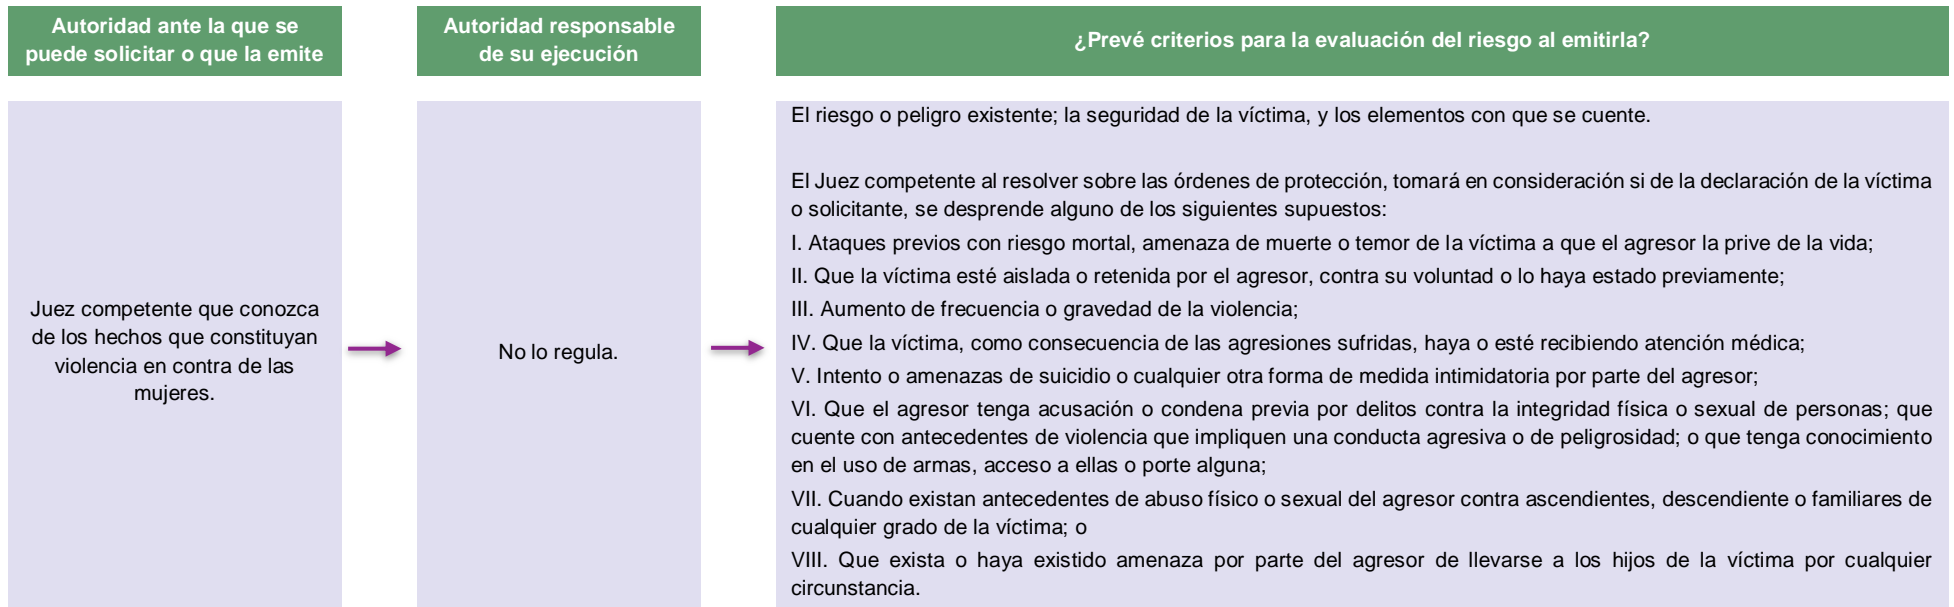 Autoridad ante la que se
puede solicitar o que la emite
Autoridad responsable
de su ejecución
¿Prevé criterios para la evaluación del riesgo al emitirla?
Juez competente que conozca
de los hechos que constituyan
violencia en contra de las
mujeres.
No lo regula.
El riesgo o peligro existente; la seguridad de la víctima, y los elementos con que se cuente.
El Juez competente al resolver sobre las órdenes de protección, tomará en consideración si de la declaración de la víctima
o solicitante, se desprende alguno de los siguientes supuestos:
I. Ataques previos con riesgo mortal, amenaza de muerte o temor de la víctima a que el agresor la prive de la vida;
II. Que la víctima esté aislada o retenida por el agresor, contra su voluntad o lo haya estado previamente;
III. Aumento de frecuencia o gravedad de la violencia;
IV. Que la víctima, como consecuencia de las agresiones sufridas, haya o esté recibiendo atención médica;
V. Intento o amenazas de suicidio o cualquier otra forma de medida intimidatoria por parte del agresor;
VI. Que el agresor tenga acusación o condena previa por delitos contra la integridad física o sexual de personas; que
cuente con antecedentes de violencia que impliquen una conducta agresiva o de peligrosidad; o que tenga conocimiento
en el uso de armas, acceso a ellas o porte alguna;
VII. Cuando existan antecedentes de abuso físico o sexual del agresor contra ascendientes, descendiente o familiares de
cualquier grado de la víctima; o
VIII. Que exista o haya existido amenaza por parte del agresor de llevarse a los hijos de la víctima por cualquier
circunstancia.